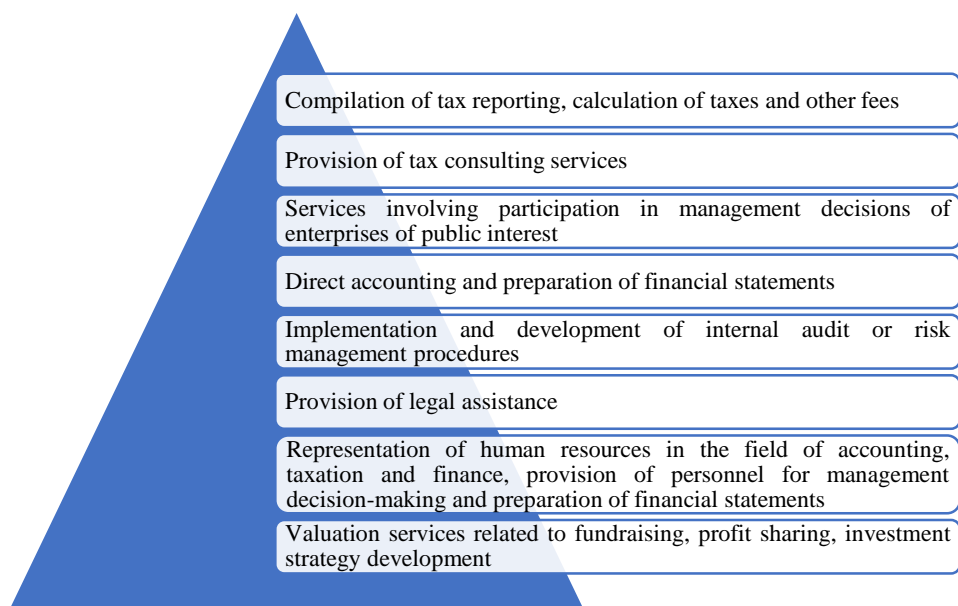 Compilation of tax reporting, calculation of taxes and other fees
Provision of tax consulting services
Services involving participation in management decisions of
enterprises of public interest
Direct accounting and preparation of financial statements
Implementation and development of internal audit or risk
management procedures
Provision of legal assistance
Representation of human resources in the field of accounting,
taxation and finance, provision of personnel for management
decision-making and preparation of financial statements
Valuation services related to fundraising, profit sharing, investment
strategy development